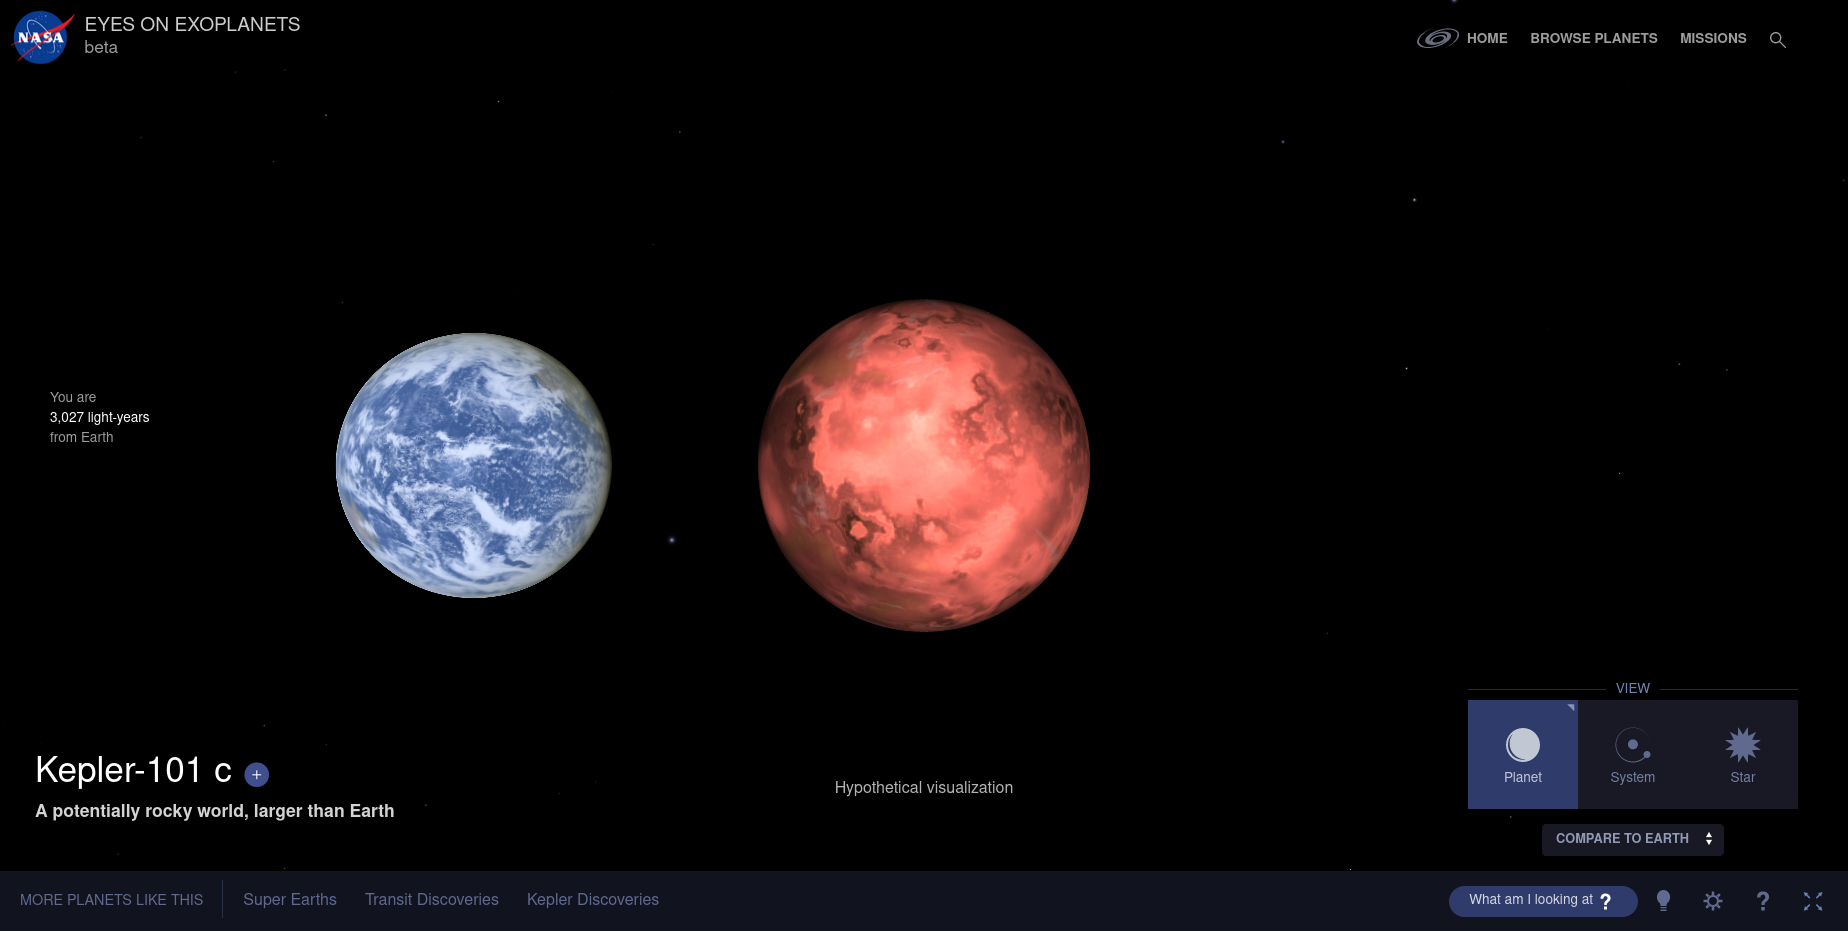 NASA
EYES ON EXOPLANETS
beta
HOME
BROWSE PLANETS
MISSIONS
You are
3,027 light-years
from Earth
Kepler-101 c +
A potentially rocky world, larger than Earth
Hypothetical visualization
VIEW
Planet
System
Star
COMPARE TO EARTH
MORE PLANETS LIKE THIS
Super Earths
Transit Discoveries
Kepler Discoveries
What am I looking at ?
?